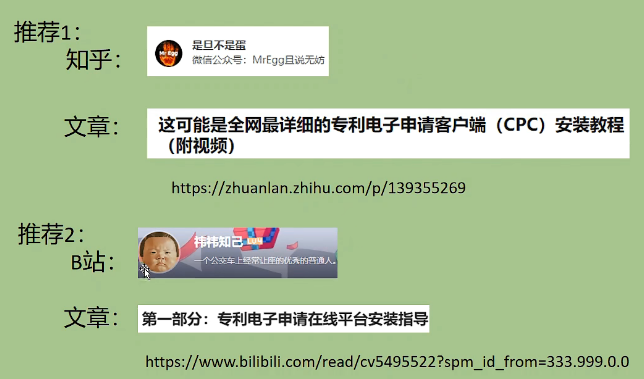 推荐1：
知乎：
是旦不是蛋
微信公众号：MrEgg且说无妨
Mr Egg
文章：
这可能是全网最详细的专利电子申请客户端（CPC）安装教程
（附视频）
https://zhuanlan.zhihu.com/p/139355269
推荐2：
B站：
祎祎知己
一个公交车上经常让座的优秀的普通人。
文章：
第一部分：专利电子申请在线平台安装指导
https://www.bilibili.com/read/cv5495522?spm_id_from=333.999.0.0